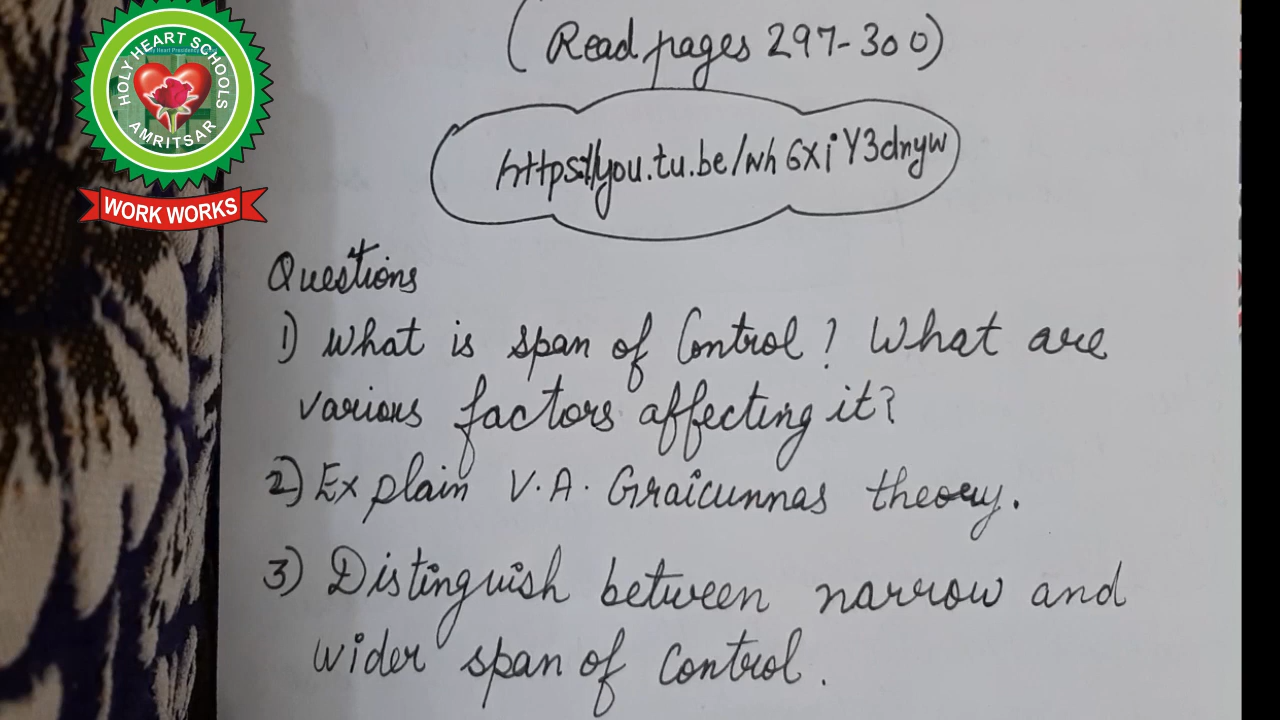 HOLY HEART SCHOOLS
AMRITSAR
WORK WORKS
(Read pages 297-300)
https://you.tu.be/wh6XiY3dnyw
Questions
1) What is span of Control? What are
various factors affecting it?
2) Explain V.A. Graicunnas theory.
3) Distinguish between narrow and
wider span of Control.